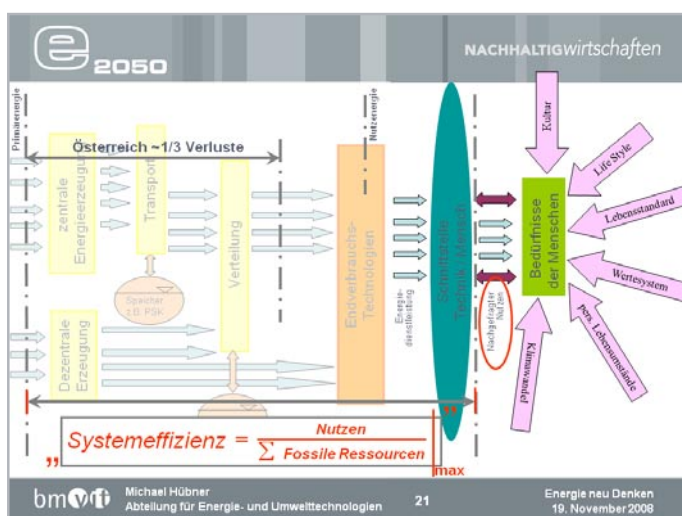 e 2050
NACHHALTIGwirtschaften
Primärenergie
Österreich ~1/3 Verluste
Nutzenergie
zentrale
Energieerzeugung
Transport
Verteilung
Speicher
z.B. PSK
Dezentrale
Erzeugung
Endverbrauchs-
Technologien
Energie-
dienstleistung
Schnittstelle
Technik / Mensch
Nachgefragter
Nutzen
Bedürfnisse
der Menschen
Kultur
Life Style
Lebensstandard
Wertesystem
pers. Lebensumstände
Klimawandel
„ Systemeffizienz = Nutzen
∑ Fossile Ressourcen |max "
bmvit
Michael Hübner
Abteilung für Energie- und Umwelttechnologien
21
Energie neu Denken
19. November 2008